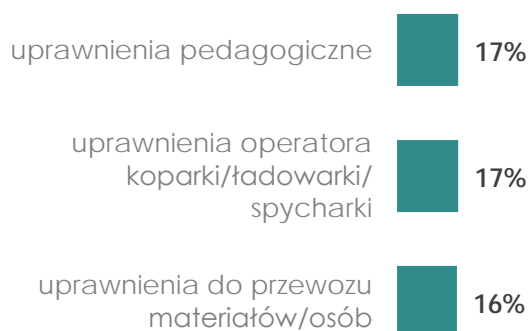 uprawnienia pedagogiczne 17%
uprawnienia operatora
koparki/ładowarki/ 17%
spycharki
uprawnienia do przewozu
materiałów/osób 16%